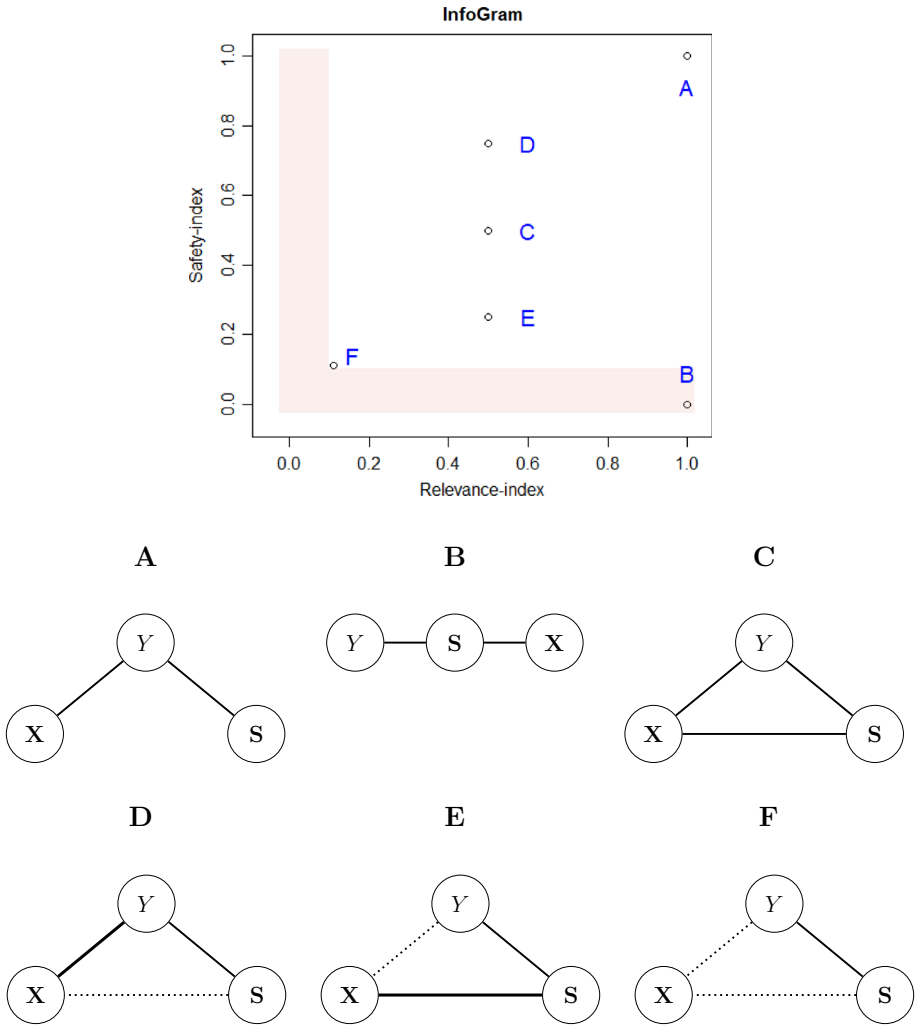 InfoGram
1.0
0.8
0.6
0.4
0.2
0.0
Safety-index
A
D
C
E
F
B
0.0 0.2 0.4 0.6 0.8 1.0
Relevance-index
A B C
Y Y S X Y
X S X S
D E F
Y Y Y
X S X S X S